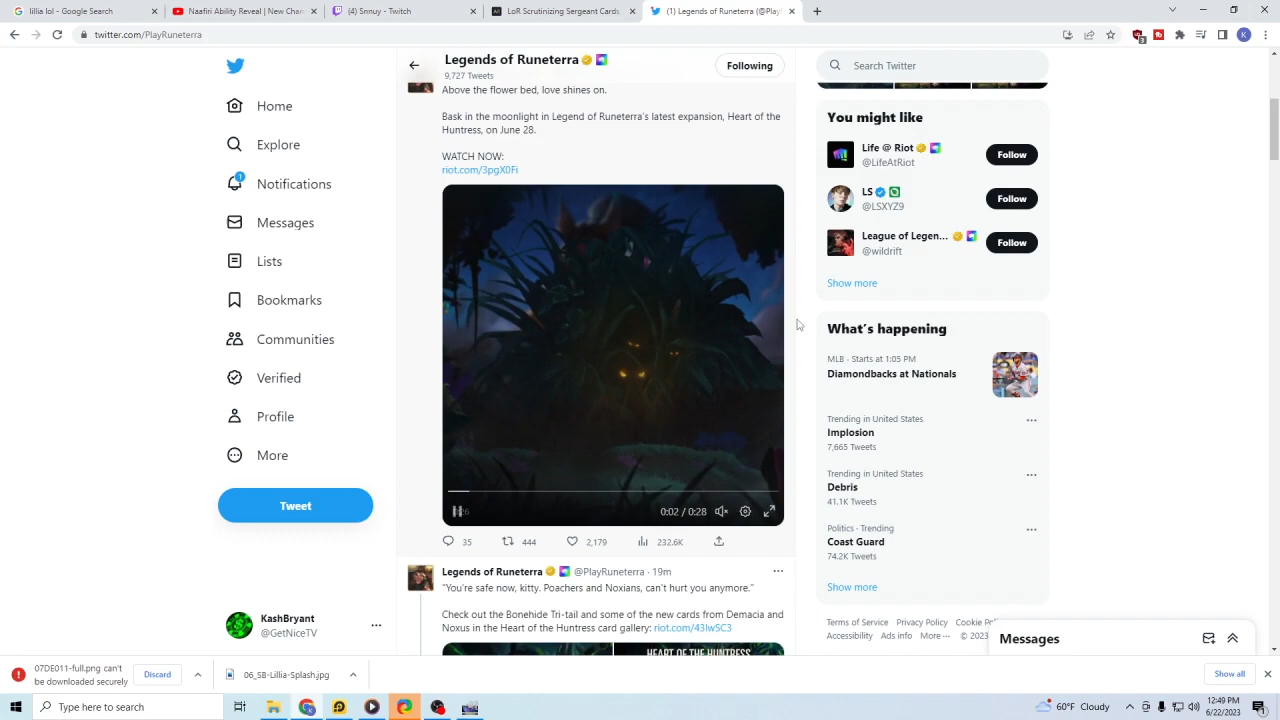 lillia lol - Google Search
Naafiri Ability Reveal | New Cham
(4) Snnuy - Twitch
LoR Scrutinizing Sergeant Cards
(1) Legends of Runeterra (@Play
twitter.com/PlayRuneterra
3
K
Legends of Runeterra
9,727 Tweets
Following
Home
Explore
1
Notifications
Messages
Lists
Bookmarks
Communities
Verified
Profile
More
Tweet
KashBryant
@GetNiceTV
Above the flower bed, love shines on.
Bask in the moonlight in Legend of Runeterra's latest expansion, Heart of the
Huntress, on June 28.
WATCH NOW:
riot.com/3pgX0Fi
0:02 / 0:28
35
444
2,179
232.6K
Legends of Runeterra @PlayRuneterra · 19m
"You're safe now, kitty. Poachers and Noxians, can't hurt you anymore."
Check out the Bonehide Tri-tail and some of the new cards from Demacia and
Noxus in the Heart of the Huntress card gallery: riot.com/43IwSC3
HEART OF THE HUNTRESS
Search Twitter
You might like
Life @ Riot
@LifeAtRiot
Follow
LS
@LSXYZ9
Follow
League of Legen...
@wildrift
Follow
Show more
What's happening
MLB · Starts at 1:05 PM
Diamondbacks at Nationals
Trending in United States
Implosion
7,665 Tweets
Trending in United States
Debris
41.1K Tweets
Politics · Trending
Coast Guard
74.2K Tweets
Show more
Terms of Service Privacy Policy Cookie
Accessibility Ads info More ··· © 2023
Messages
07DE011-full.png can't
be downloaded securely
Discard
06_SB-Lillia-Splash.jpg
Show all
Type here to search
60°F Cloudy
12:49 PM
6/22/2023